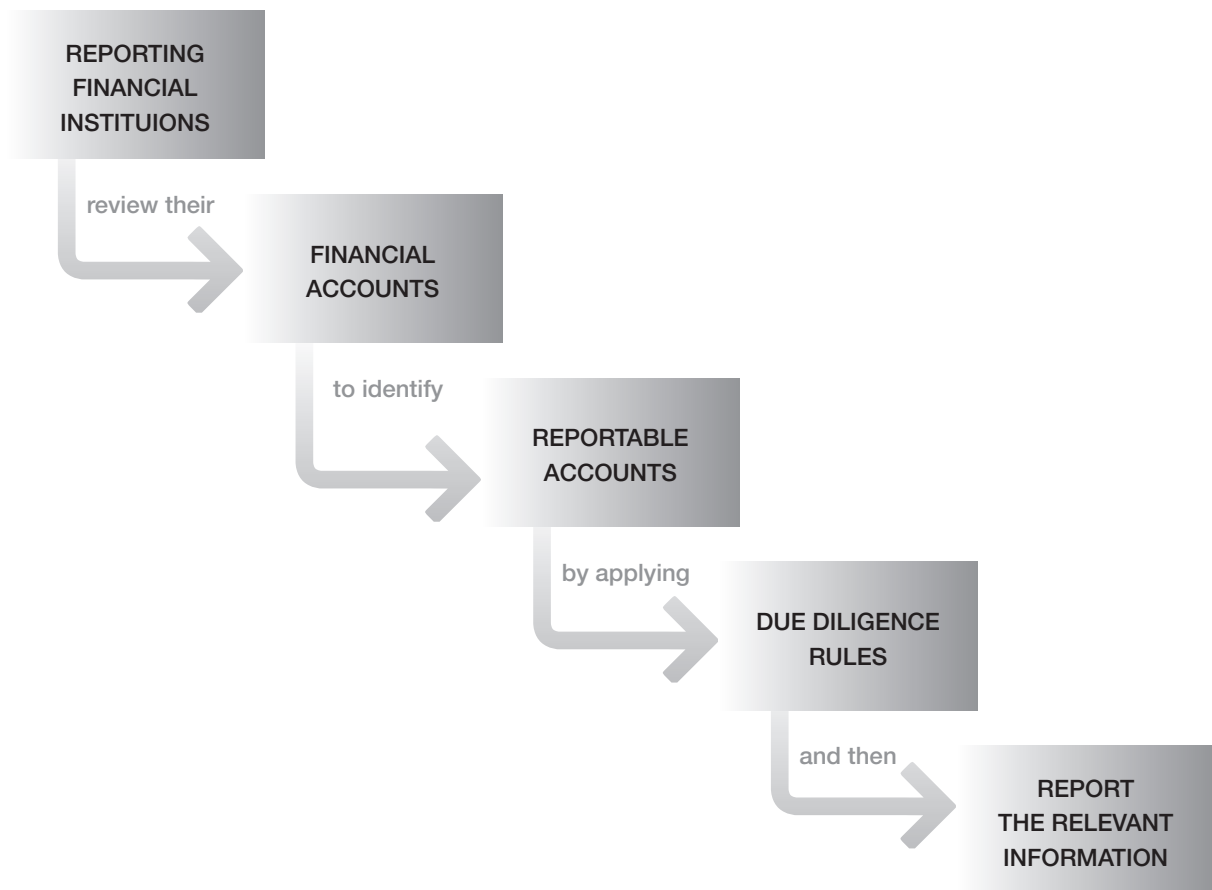 REPORTING
FINANCIAL
INSTITUIONS
review their
FINANCIAL
ACCOUNTS
to identify
REPORTABLE
ACCOUNTS
by applying
DUE DILIGENCE
RULES
and then
REPORT
THE RELEVANT
INFORMATION